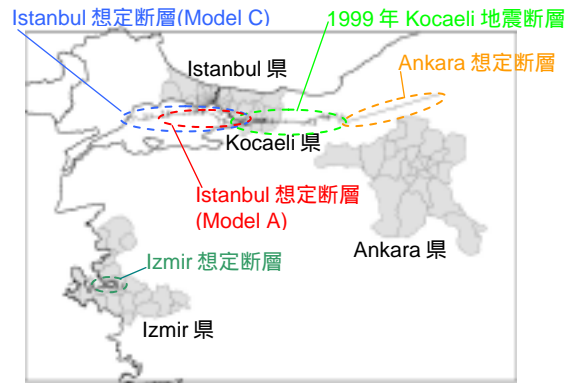 Istanbul 想定断層(Model C)
1999 年 Kocaeli 地震断層
Istanbul 県
Ankara 想定断層
Kocaeli 県
Istanbul 想定断層
(Model A)
Ankara 県
Izmir 想定断層
Izmir 県